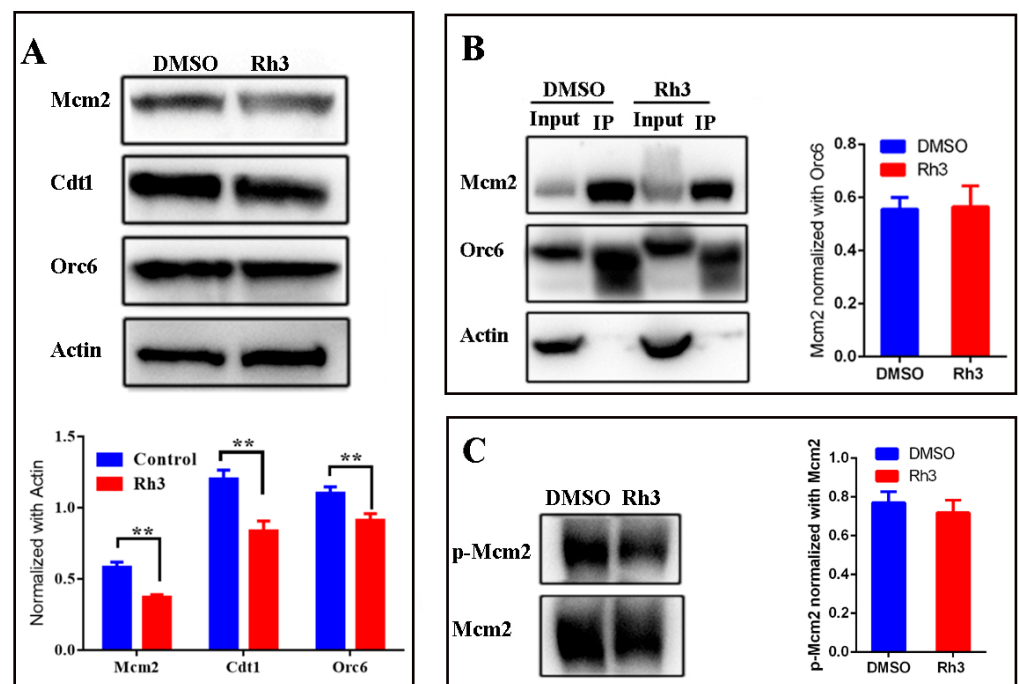 A
DMSO Rh3
Mcm2
Cdt1
Orc6
Actin
Normalized with Actin
1.5
1.0
0.5
0.0
Control
Rh3
** ** **
Mcm2 Cdt1 Orc6
B
DMSO Rh3
Input IP Input IP
Mcm2
Orc6
Actin
Mcm2 normalized with Orc6
0.8
0.6
0.4
0.2
0.0
DMSO
Rh3
DMSO Rh3
C
DMSO Rh3
p-Mcm2
Mcm2
p-Mcm2 normalized with Mcm2
1.0
0.8
0.6
0.4
0.2
0.0
DMSO
Rh3
DMSO Rh3